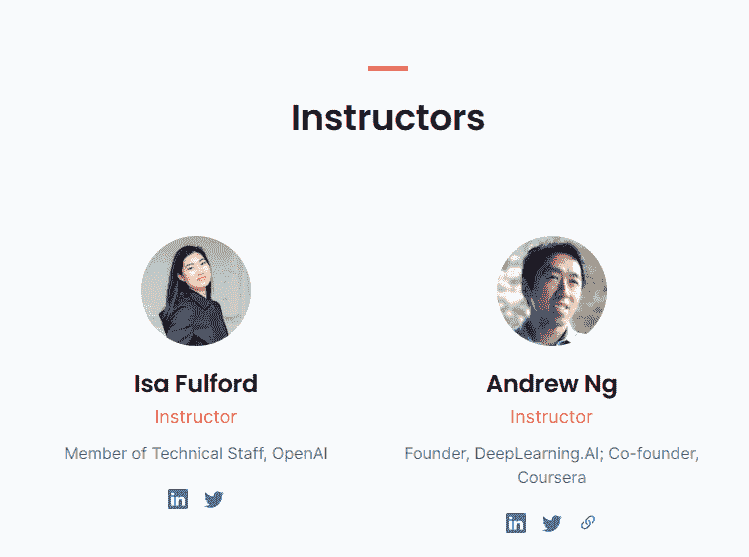 Instructors
Isa Fulford
Instructor
Member of Technical Staff, OpenAI
Andrew Ng
Instructor
Founder, DeepLearning.AI; Co-founder,
Coursera